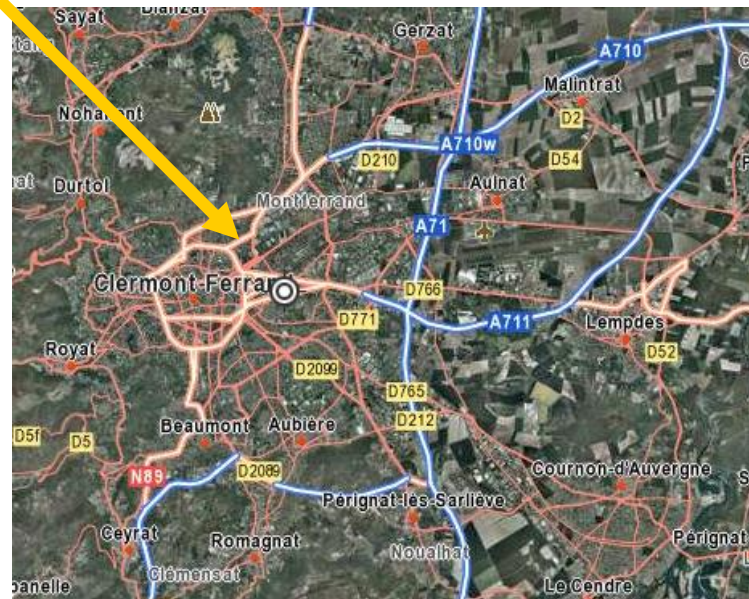 Sayat
Blanzat
Gerzat
A710
Malintrat
D2
Nohanent
A710w
D210
D54
Durtol
Aulnat
Montferrand
A71
Clermont-Ferrand
D766
D771
A711
Lempdes
Royat
D52
D2099
D765
Beaumont
Aubière
D212
D5f
D5
N89
D2089
Cournon-d'Auvergne
Pérignat-lès-Sarliève
Ceyrat
Romagnat
Noualhat
Pérignat
Clémensat
Le Cendre